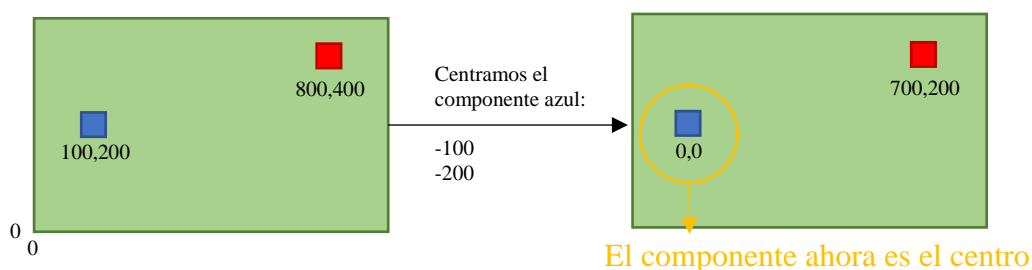 800,400
100,200
0
0
Centramos el
componente azul:
-100
-200
700,200
0,0
El componente ahora es el centro